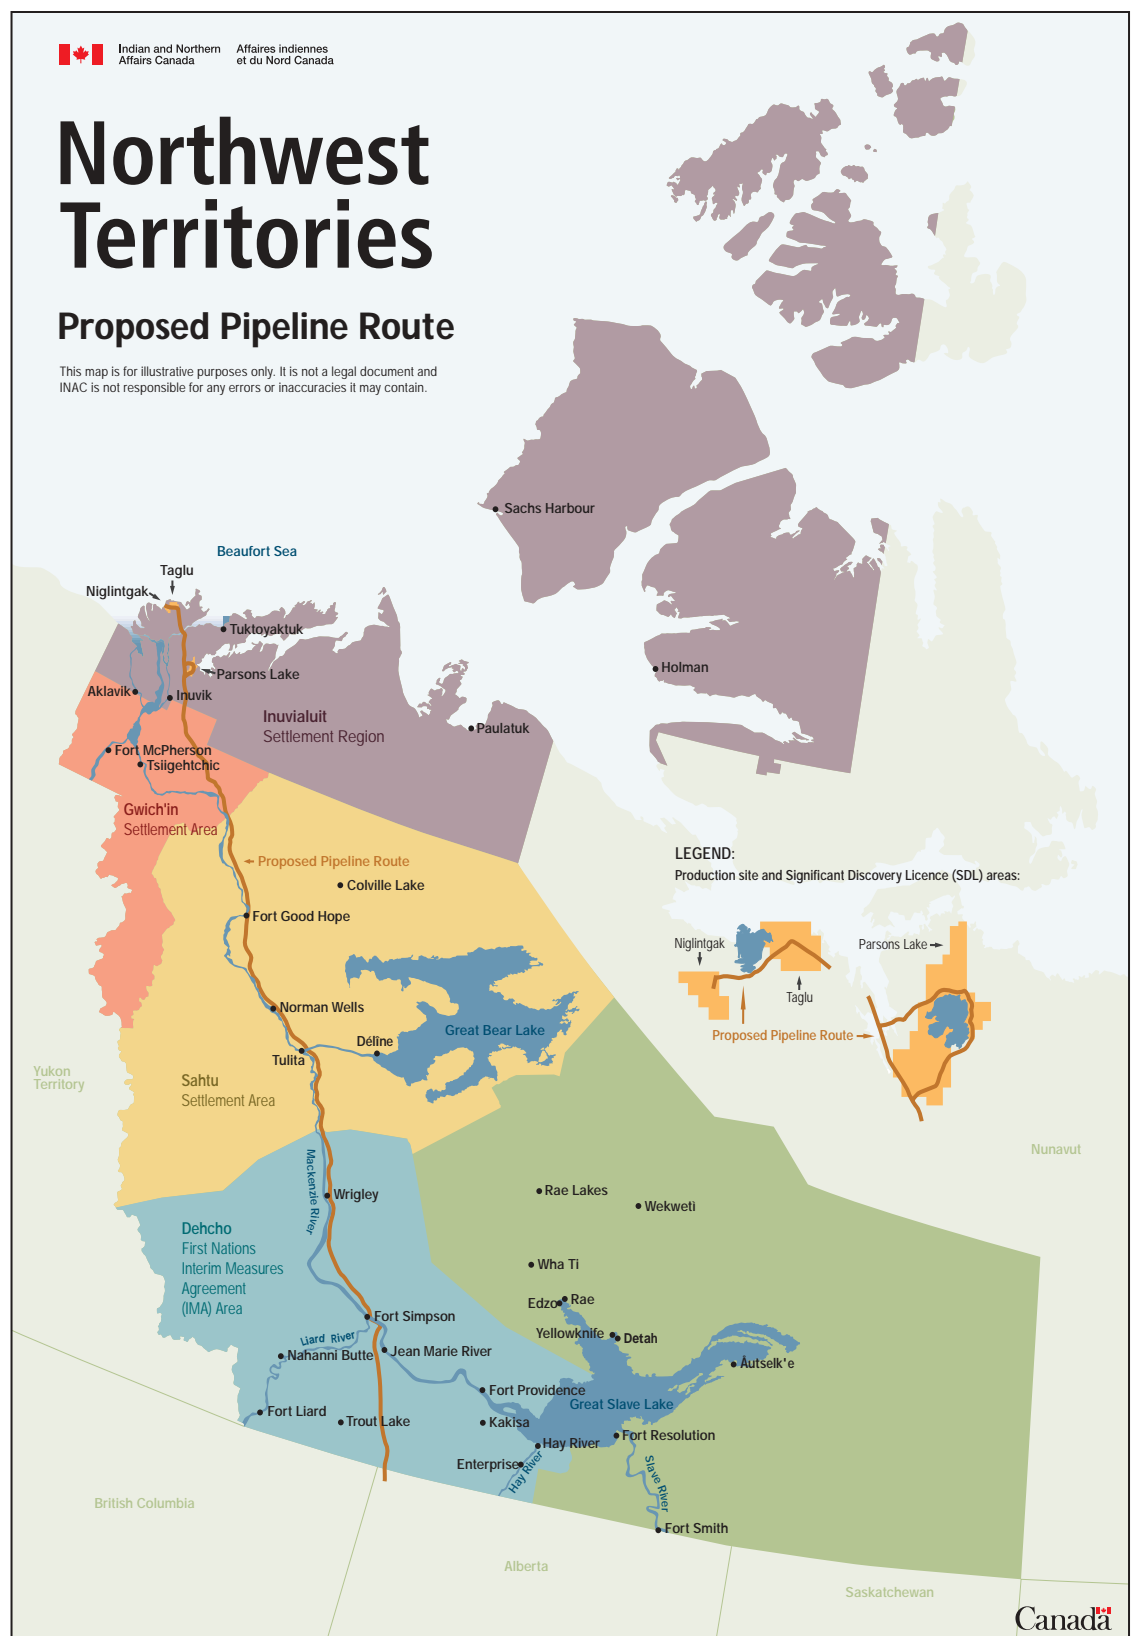 Indian and Northern
Affairs Canada
Affaires indiennes
et du Nord Canada
Northwest
Territories
Proposed Pipeline Route
This map is for illustrative purposes only. It is not a legal document and
INAC is not responsible for any errors or inaccuracies it may contain.
Sachs Harbour
Beaufort Sea
Taglu
Niglintgak
Tuktoyaktuk
Holman
Parsons Lake
Aklavik
Inuvik
Inuvialuit
Settlement Region
Paulatuk
Fort McPherson
Tsiigehtchic
Gwich'in
Settlement Area
Proposed Pipeline Route
Colville Lake
Fort Good Hope
LEGEND:
Production site and Significant Discovery Licence (SDL) areas:
Niglintgak
Taglu
Parsons Lake
Proposed Pipeline Route
Norman Wells
Great Bear Lake
Déline
Tulita
Yukon
Territory
Sahtu
Settlement Area
Nunavut
Mackenzie River
Wrigley
Rae Lakes
Wekweti
Dehcho
First Nations
Interim Measures
Agreement
(IMA) Area
Wha Ti
Rae
Edzo
Fort Simpson
Liard River
Yellowknife
Detah
Nahanni Butte
Jean Marie River
Åutselk'e
Fort Providence
Great Slave Lake
Fort Liard
Trout Lake
Kakisa
Fort Resolution
Hay River
Enterprise
Hay River
Slave River
British Columbia
Fort Smith
Alberta
Saskatchewan
Canada